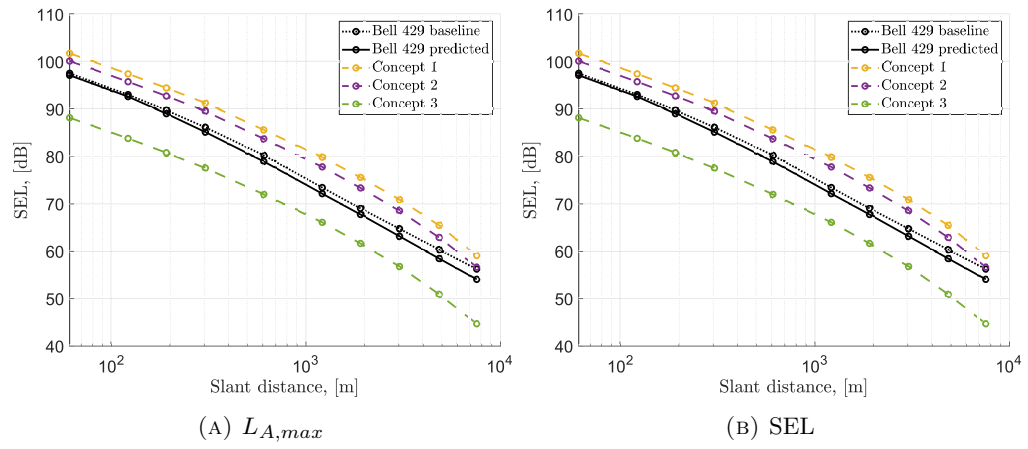 110
100
90
80
70
60
50
40
SEL, [dB]
10²
10³
10⁴
Slant distance, [m]
Bell 429 baseline
Bell 429 predicted
Concept 1
Concept 2
Concept 3
(A) L_{A,max}
110
100
90
80
70
60
50
40
SEL, [dB]
10²
10³
10⁴
Slant distance, [m]
Bell 429 baseline
Bell 429 predicted
Concept 1
Concept 2
Concept 3
(B) SEL